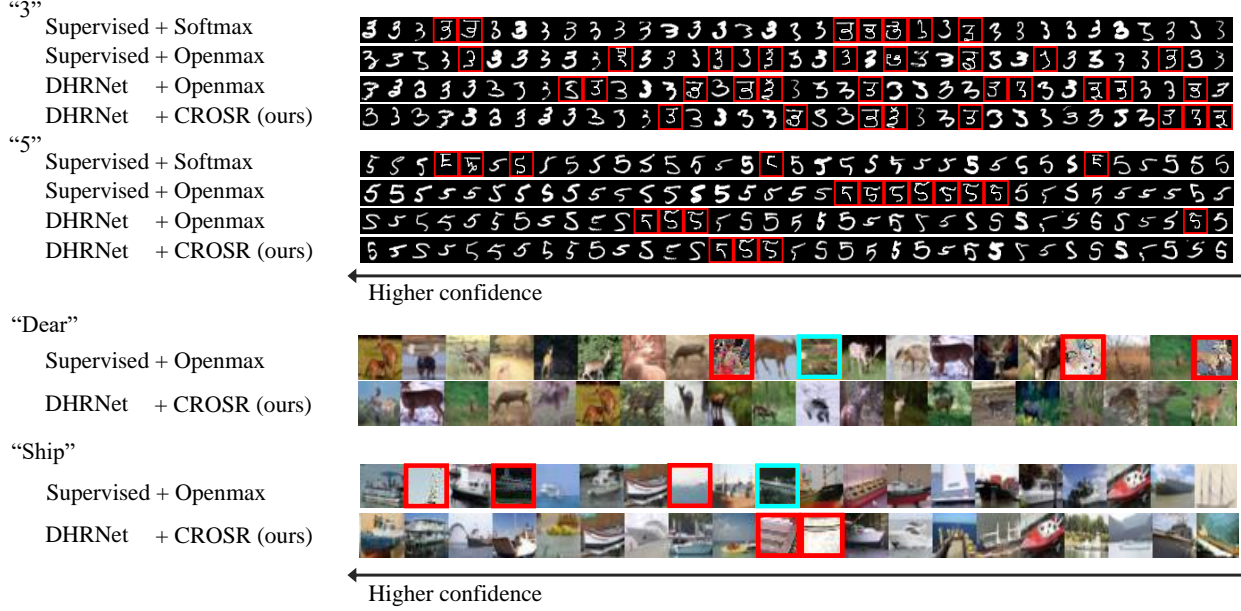 “3”
Supervised + Softmax
Supervised + Openmax
DHRNet + Openmax
DHRNet + CROSR (ours)
“5”
Supervised + Softmax
Supervised + Openmax
DHRNet + Openmax
DHRNet + CROSR (ours)
Higher confidence
“Dear”
Supervised + Openmax
DHRNet + CROSR (ours)
“Ship”
Supervised + Openmax
DHRNet + CROSR (ours)
Higher confidence